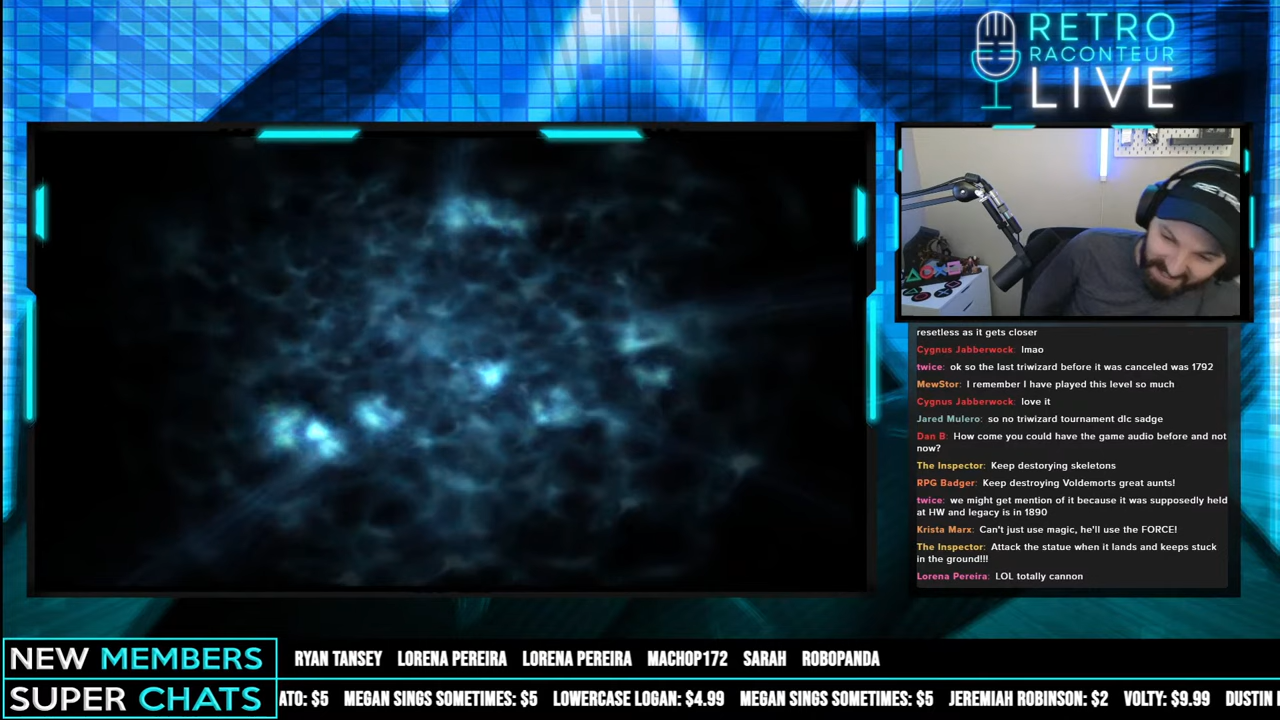 RETRO
RACONTEUR
LIVE
resetless as it gets closer
Cygnus Jabberwock: lmao
twice: ok so the last triwizard before it was canceled was 1792
MewStor: I remember I have played this level so much
Cygnus Jabberwock: love it
Jared Mulero: so no triwizard tournament dlc sadge
Dan B: How come you could have the game audio before and not
now?
The Inspector: Keep destorying skeletons
RPG Badger: Keep destroying Voldemorts great aunts!
twice: we might get mention of it because it was supposedly held
at HW and legacy is in 1890
Krista Marx: Can't just use magic, he'll use the FORCE!
The Inspector: Attack the statue when it lands and keeps stuck
in the ground!!!
Lorena Pereira: LOL totally cannon
NEW MEMBERS RYAN TANSEY LORENA PEREIRA LORENA PEREIRA MACHOP172 SARAH ROBOPANDA
SUPER CHATS ATO: $5 MEGAN SINGS SOMETIMES: $5 LOWERCASE LOGAN: $4.99 MEGAN SINGS SOMETIMES: $5 JEREMIAH ROBINSON: $2 VOLTY: $9.99 DUSTIN